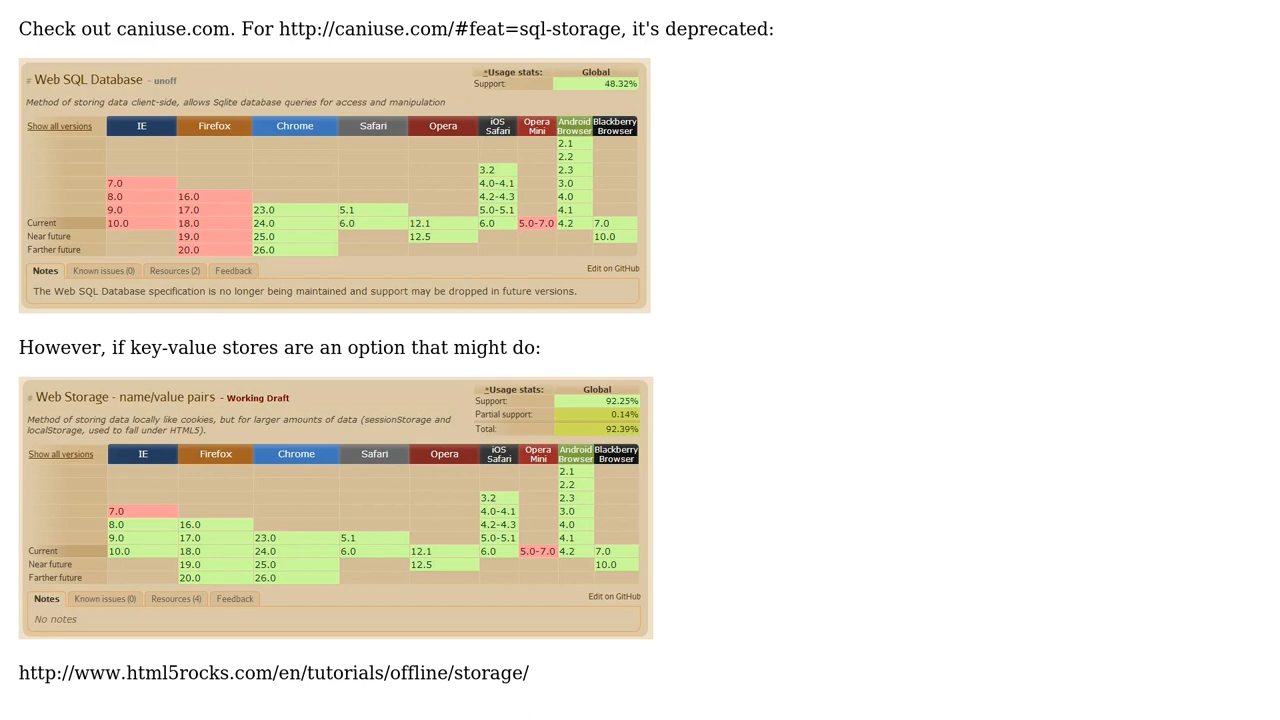 Check out caniuse.com. For http://caniuse.com/#feat=sql-storage, it's deprecated:
# Web SQL Database - unoff
*Usage stats: Global
Support: 48.32%
Method of storing data client-side, allows Sqlite database queries for access and manipulation
Show all versions IE Firefox Chrome Safari Opera iOS Safari Opera Mini Android Browser Blackberry Browser
2.1
2.2
3.2 2.3
7.0 4.0-4.1 3.0
8.0 16.0 4.2-4.3 4.0
9.0 17.0 23.0 5.1 5.0-5.1 4.1
Current 10.0 18.0 24.0 6.0 12.1 6.0 5.0-7.0 4.2 7.0
Near future 19.0 25.0 12.5 10.0
Farther future 20.0 26.0
Notes Known issues (0) Resources (2) Feedback Edit on GitHub
The Web SQL Database specification is no longer being maintained and support may be dropped in future versions.
However, if key-value stores are an option that might do:
# Web Storage - name/value pairs - Working Draft
*Usage stats: Global
Support: 92.25%
Partial support: 0.14%
Total: 92.39%
Method of storing data locally like cookies, but for larger amounts of data (sessionStorage and
localStorage, used to fall under HTML5).
Show all versions IE Firefox Chrome Safari Opera iOS Safari Opera Mini Android Browser Blackberry Browser
2.1
2.2
3.2 2.3
7.0 4.0-4.1 3.0
8.0 16.0 4.2-4.3 4.0
9.0 17.0 23.0 5.1 5.0-5.1 4.1
Current 10.0 18.0 24.0 6.0 12.1 6.0 5.0-7.0 4.2 7.0
Near future 19.0 25.0 12.5 10.0
Farther future 20.0 26.0
Notes Known issues (0) Resources (4) Feedback Edit on GitHub
No notes
http://www.html5rocks.com/en/tutorials/offline/storage/